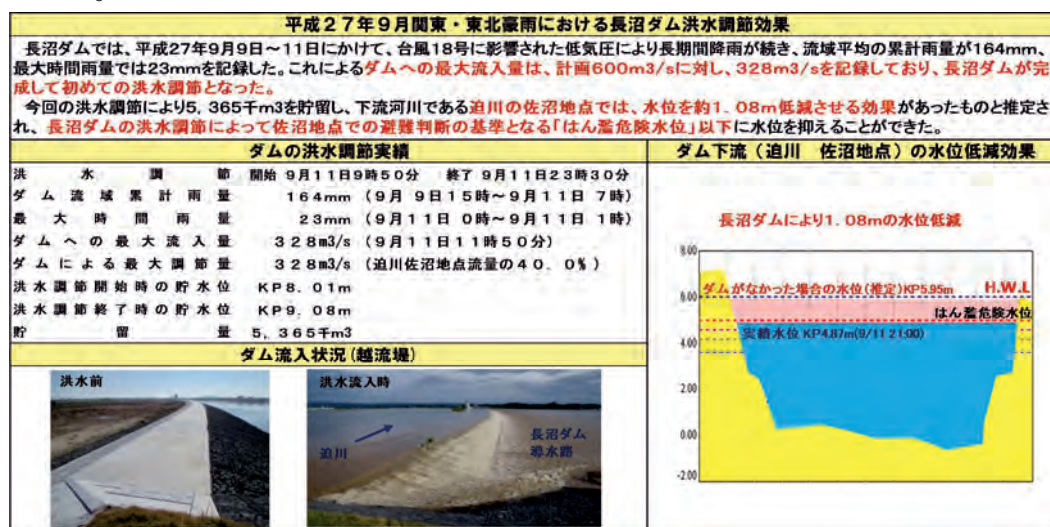 平成27年9月関東・東北豪雨における長沼ダム洪水調節効果
長沼ダムでは、平成27年9月9日～11日にかけて、台風18号に影響された低気圧により長期間降雨が続き、流域平均の累計雨量が164mm、
最大時間雨量では23mmを記録した。これによるダムへの最大流入量は、計画600m3/sに対し、328m3/sを記録しており、長沼ダムが完
成して初めての洪水調節となった。
今回の洪水調節により5，365千m3を貯留し、下流河川である迫川の佐沼地点では、水位を約1．08m低減させる効果があったものと推定さ
れ、長沼ダムの洪水調節によって佐沼地点での避難判断の基準となる「はん濫危険水位」以下に水位を抑えることができた。
ダムの洪水調節実績
洪水調節 開始 9月11日9時50分 終了 9月11日23時30分
ダム流域累計雨量 164mm (9月 9日15時～9月11日 7時)
最大時間雨量 23mm (9月11日 0時～9月11日 1時)
ダムへの最大流入量 328m3/s (9月11日11時50分)
ダムによる最大調節量 328m3/s (迫川佐沼地点流量の40．0%)
洪水調節開始時の貯水位 KP8．01m
洪水調節終了時の貯水位 KP9．08m
貯留量 5，365千m3
ダム流入状況(越流堤)
洪水前
洪水流入時
迫川
長沼ダム
導水路
ダム下流（迫川 佐沼地点）の水位低減効果
長沼ダムにより1．08mの水位低減
8.00
ダムがなかった場合の水位(推定)KP5.95m
H.W.L
6.00
はん濫危険水位
実績水位 KP4.87m(9/11 21:00)
4.00
2.00
0.00
-2.00